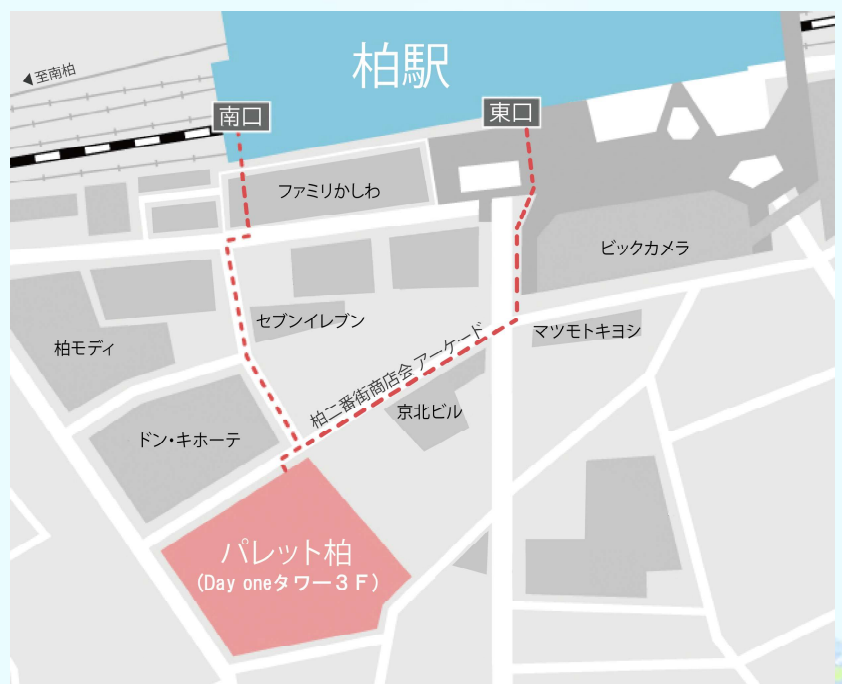 柏駅
◀至南柏
南口
東口
ファミリかしわ
ビックカメラ
セブンイレブン
マツモトキヨシ
柏モディ
柏二番街商店会 アーケード
京北ビル
ドン・キホーテ
パレット柏
(Day oneタワー３Ｆ)